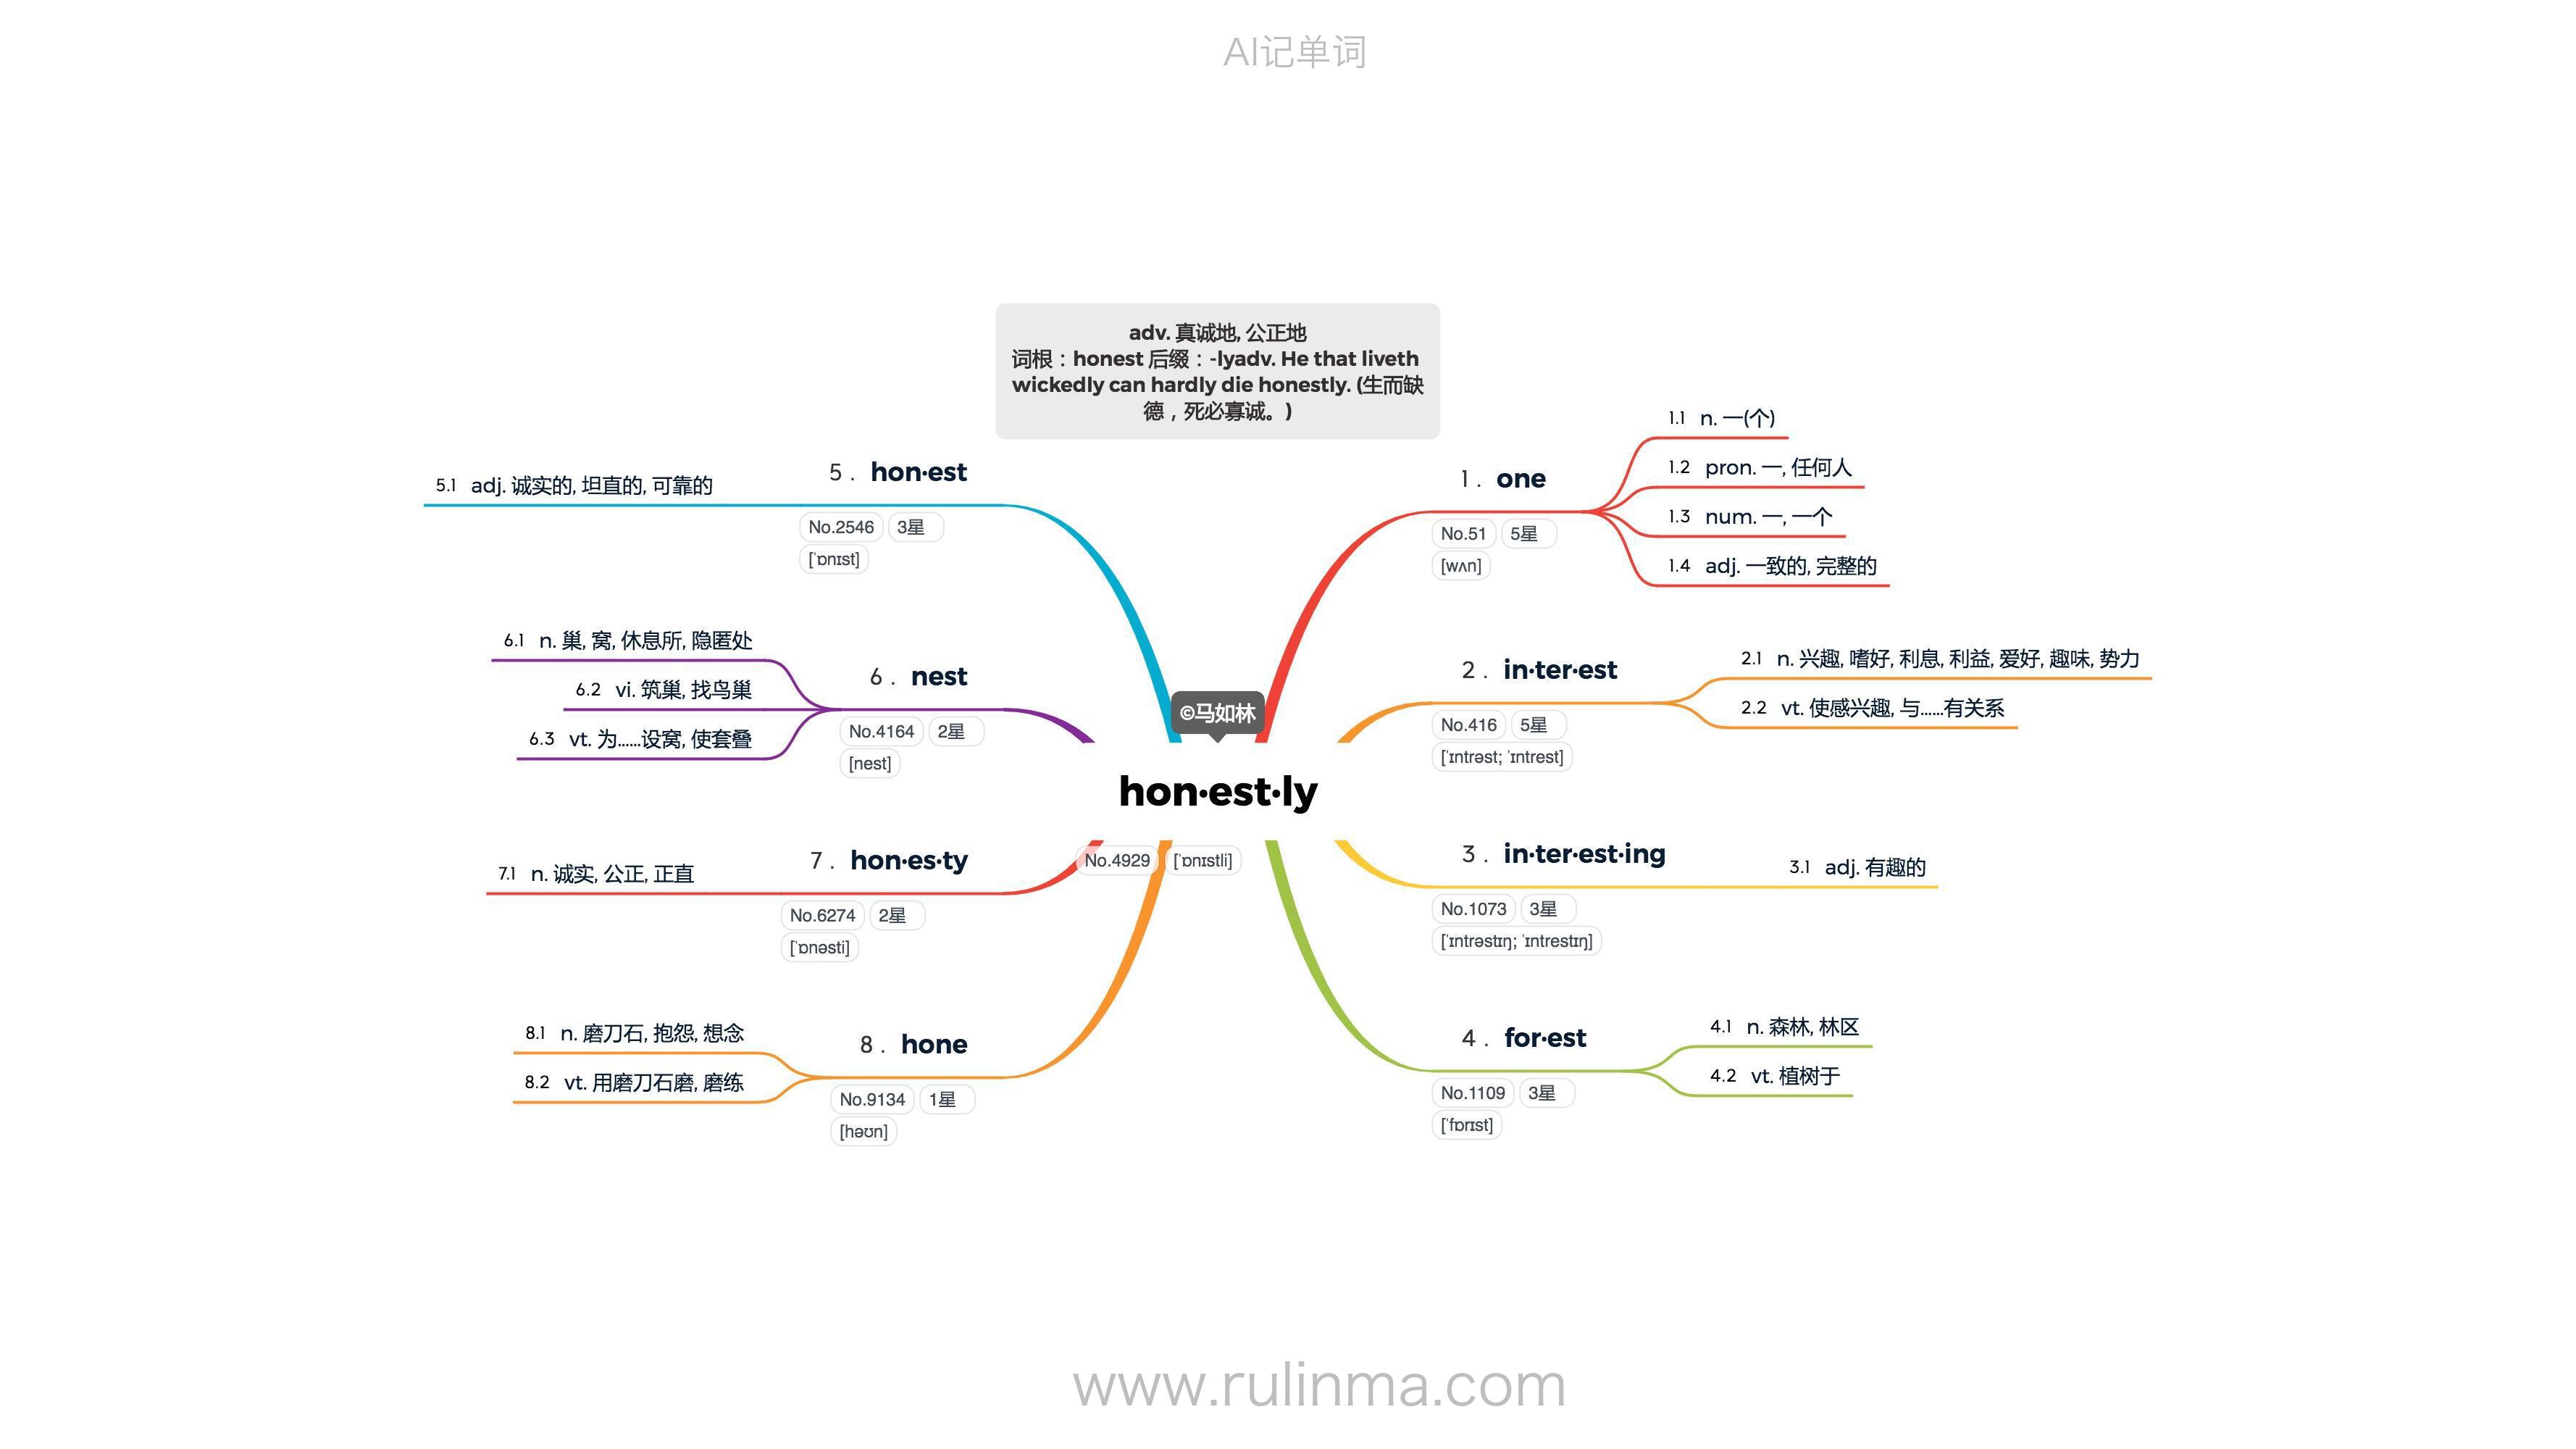 AI记单词
adv. 真诚地, 公正地
词根：honest 后缀：-lyadv. He that liveth
wickedly can hardly die honestly. (生而缺
德，死必寡诚。)
©马如林
hon·est·ly
No.4929 [ˈɒnɪstli]
1. one
No.51 5星
[wʌn]
1.1 n. 一(个)
1.2 pron. 一, 任何人
1.3 num. 一, 一个
1.4 adj. 一致的, 完整的
2. in·ter·est
No.416 5星
[ˈɪntrəst; ˈɪntrest]
2.1 n. 兴趣, 嗜好, 利息, 利益, 爱好, 趣味, 势力
2.2 vt. 使感兴趣, 与……有关系
3. in·ter·est·ing
No.1073 3星
[ˈɪntrəstɪŋ; ˈɪntrestɪŋ]
3.1 adj. 有趣的
4. for·est
No.1109 3星
[ˈfɒrɪst]
4.1 n. 森林, 林区
4.2 vt. 植树于
5. hon·est
No.2546 3星
[ˈɒnɪst]
5.1 adj. 诚实的, 坦直的, 可靠的
6. nest
No.4164 2星
[nest]
6.1 n. 巢, 窝, 休息所, 隐匿处
6.2 vi. 筑巢, 找鸟巢
6.3 vt. 为……设窝, 使套叠
7. hon·es·ty
No.6274 2星
[ˈɒnəsti]
7.1 n. 诚实, 公正, 正直
8. hone
No.9134 1星
[həʊn]
8.1 n. 磨刀石, 抱怨, 想念
8.2 vt. 用磨刀石磨, 磨练
www.rulinma.com